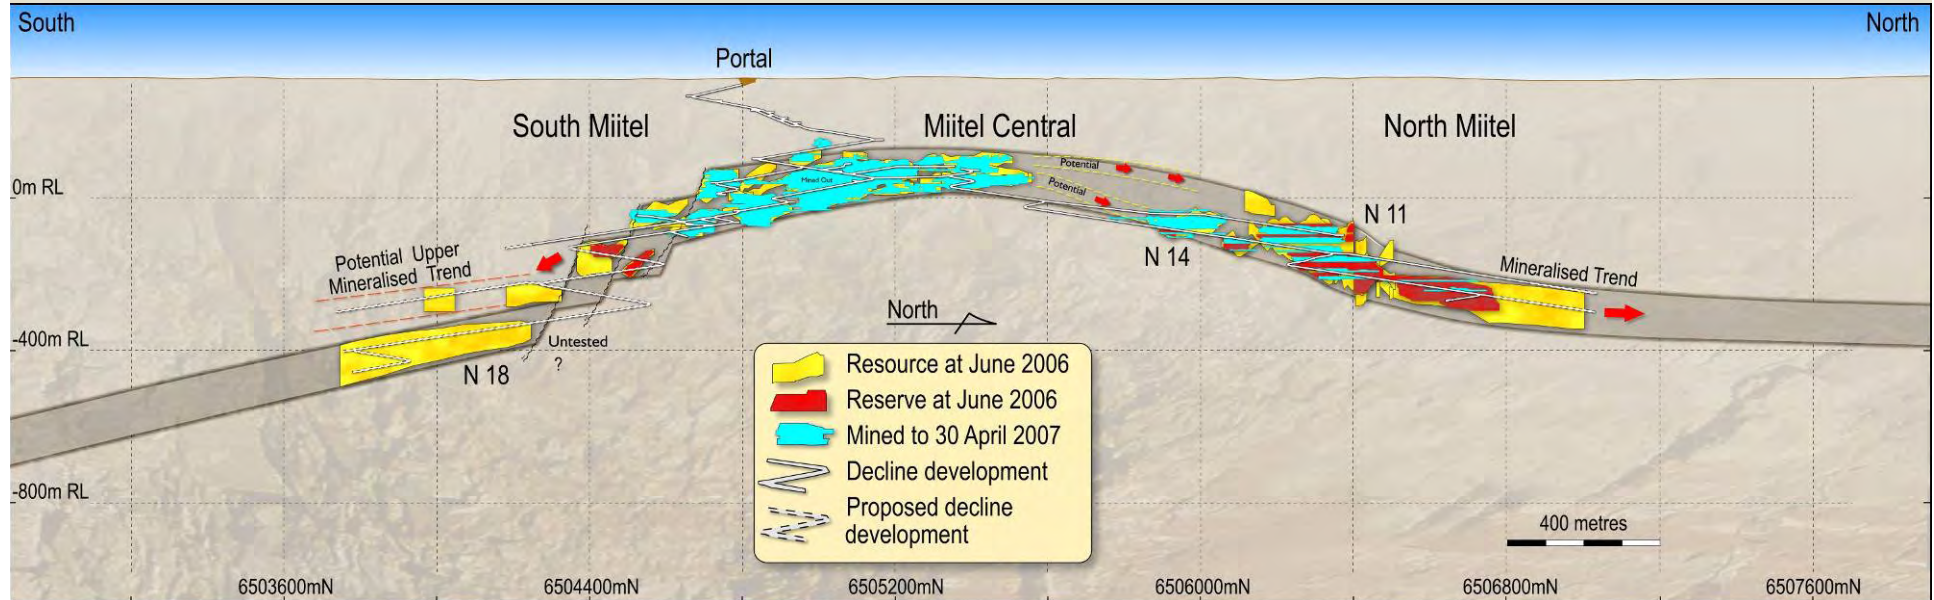 South
North
Portal
South Miitel
Miitel Central
North Miitel
Potential
Potential
Mined Out
0m RL
N 11
N 14
Potential Upper
Mineralised Trend
Mineralised Trend
North
-400m RL
Untested
?
N 18
Resource at June 2006
Reserve at June 2006
Mined to 30 April 2007
Decline development
Proposed decline
development
-800m RL
400 metres
6503600mN
6504400mN
6505200mN
6506000mN
6506800mN
6507600mN